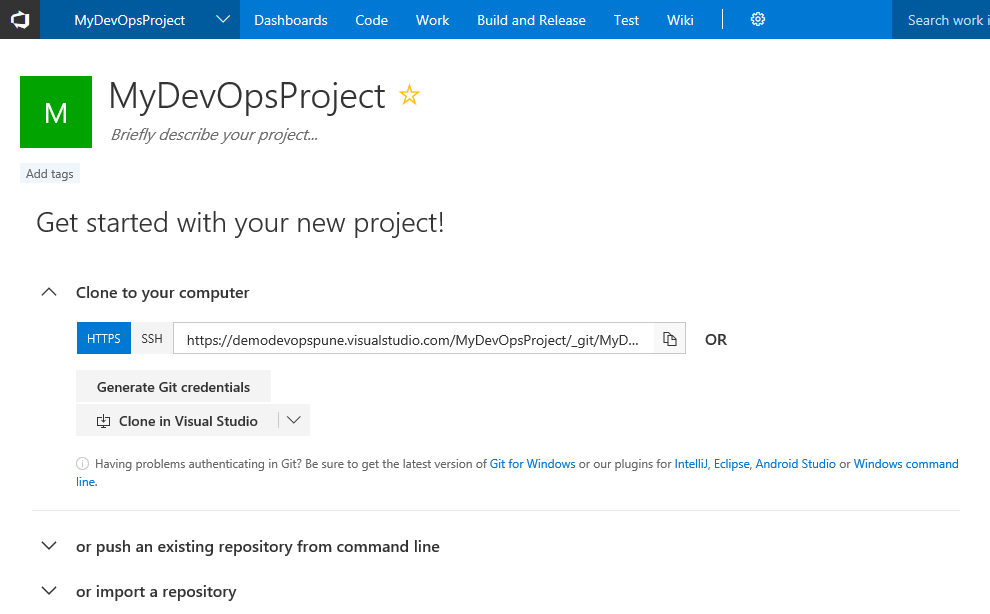 MyDevOpsProject Dashboards Code Work Build and Release Test Wiki Search work i
M
MyDevOpsProject
Briefly describe your project...
Add tags
Get started with your new project!
Clone to your computer
HTTPS SSH https://demodevopspune.visualstudio.com/MyDevOpsProject/_git/MyD... OR
Generate Git credentials
Clone in Visual Studio
Having problems authenticating in Git? Be sure to get the latest version of Git for Windows or our plugins for IntelliJ, Eclipse, Android Studio or Windows command
line.
or push an existing repository from command line
or import a repository